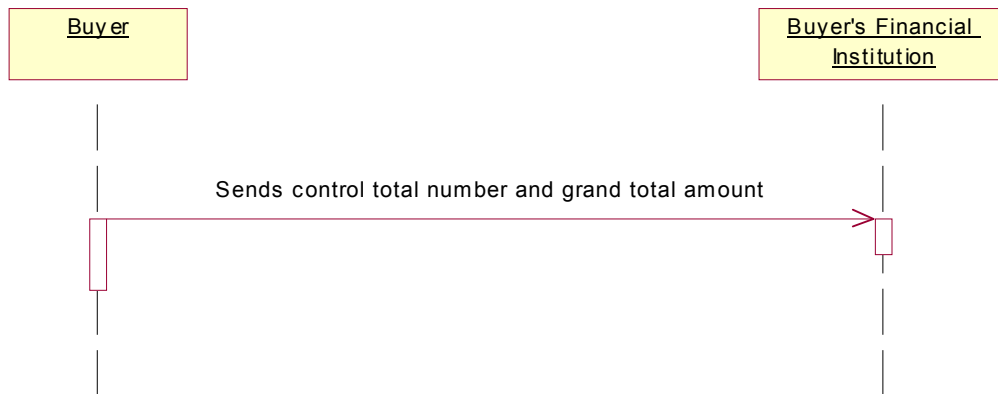 Buyer
Buyer's Financial
Institution
Sends control total number and grand total amount